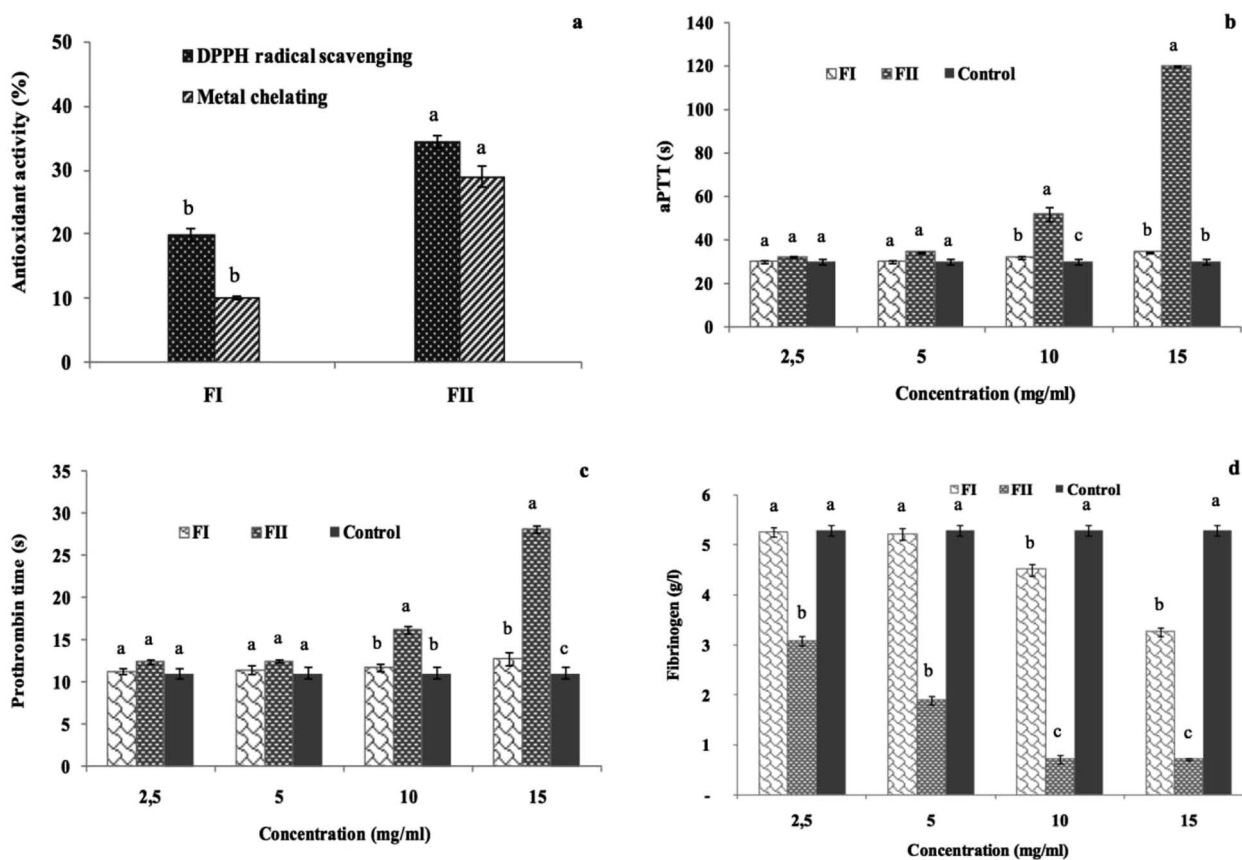 a
50
40
30
20
10
0
Antioxidant activity (%)
DPPH radical scavenging
Metal chelating
b
b
a
a
FI
FII
b
140
120
100
80
60
40
20
0
aPTT (s)
FI FII Control
a a a
a a a
b a c
b a b
2,5 5 10 15
Concentration (mg/ml)
c
35
30
25
20
15
10
5
0
Prothrombin time (s)
FI FII Control
a a a
a a a
b a b
b a c
2,5 5 10 15
Concentration (mg/ml)
d
6
5
4
3
2
1
-
Fibrinogen (g/l)
FI FII Control
a b a
a b a
b c a
b c a
2,5 5 10 15
Concentration (mg/ml)